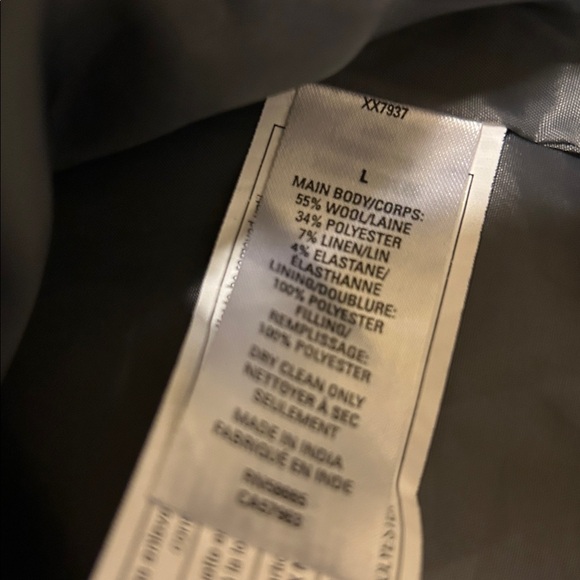 XX7937
L
MAIN BODY/CORPS:
55% WOOL/LAINE
34% POLYESTER
7% LINEN/LIN
4% ELASTANE/
ÉLASTHANNE
LINING/DOUBLURE:
100% POLYESTER
FILLING/
REMPLISSAGE:
100% POLYESTER
DRY CLEAN ONLY
NETTOYER À SEC
SEULEMENT
MADE IN INDIA
FABRIQUÉ EN INDE